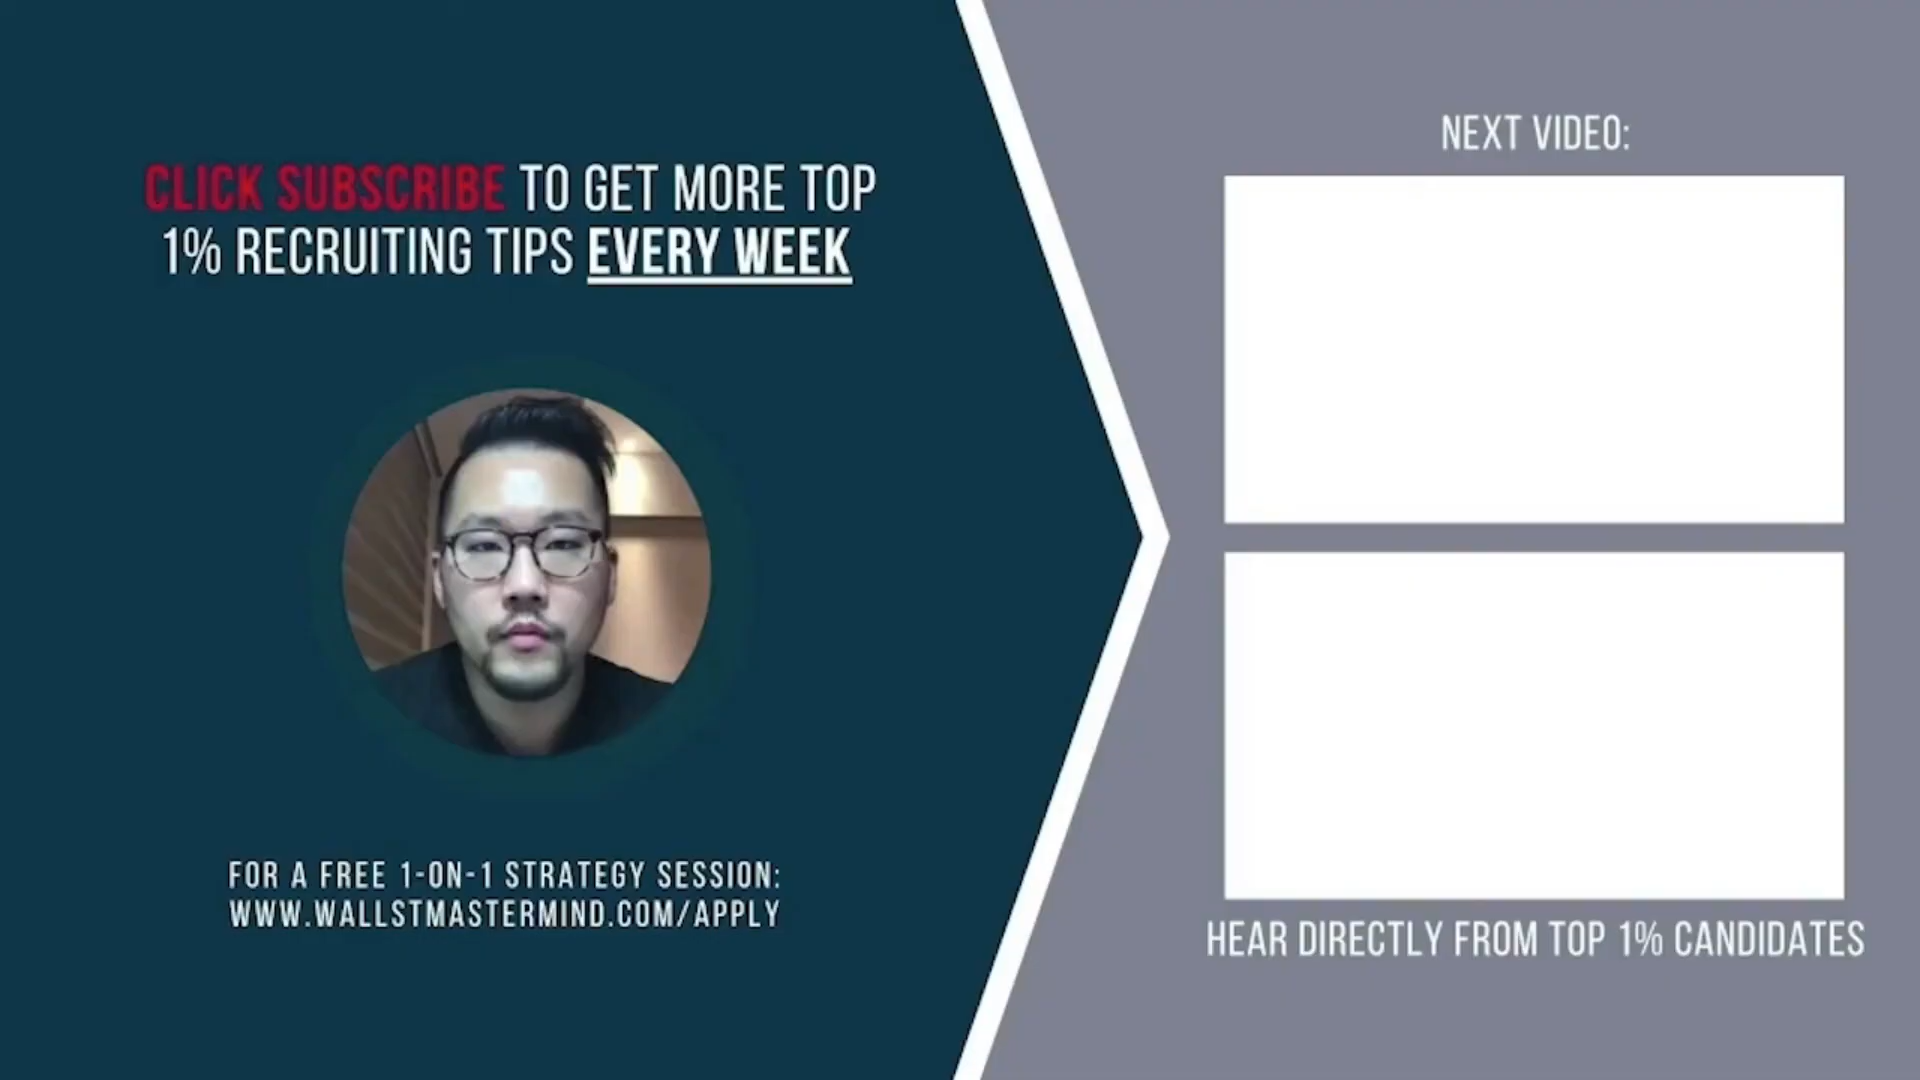 CLICK SUBSCRIBE TO GET MORE TOP
1% RECRUITING TIPS EVERY WEEK
FOR A FREE 1-ON-1 STRATEGY SESSION:
WWW.WALLSTMASTERMIND.COM/APPLY
NEXT VIDEO:
HEAR DIRECTLY FROM TOP 1% CANDIDATES